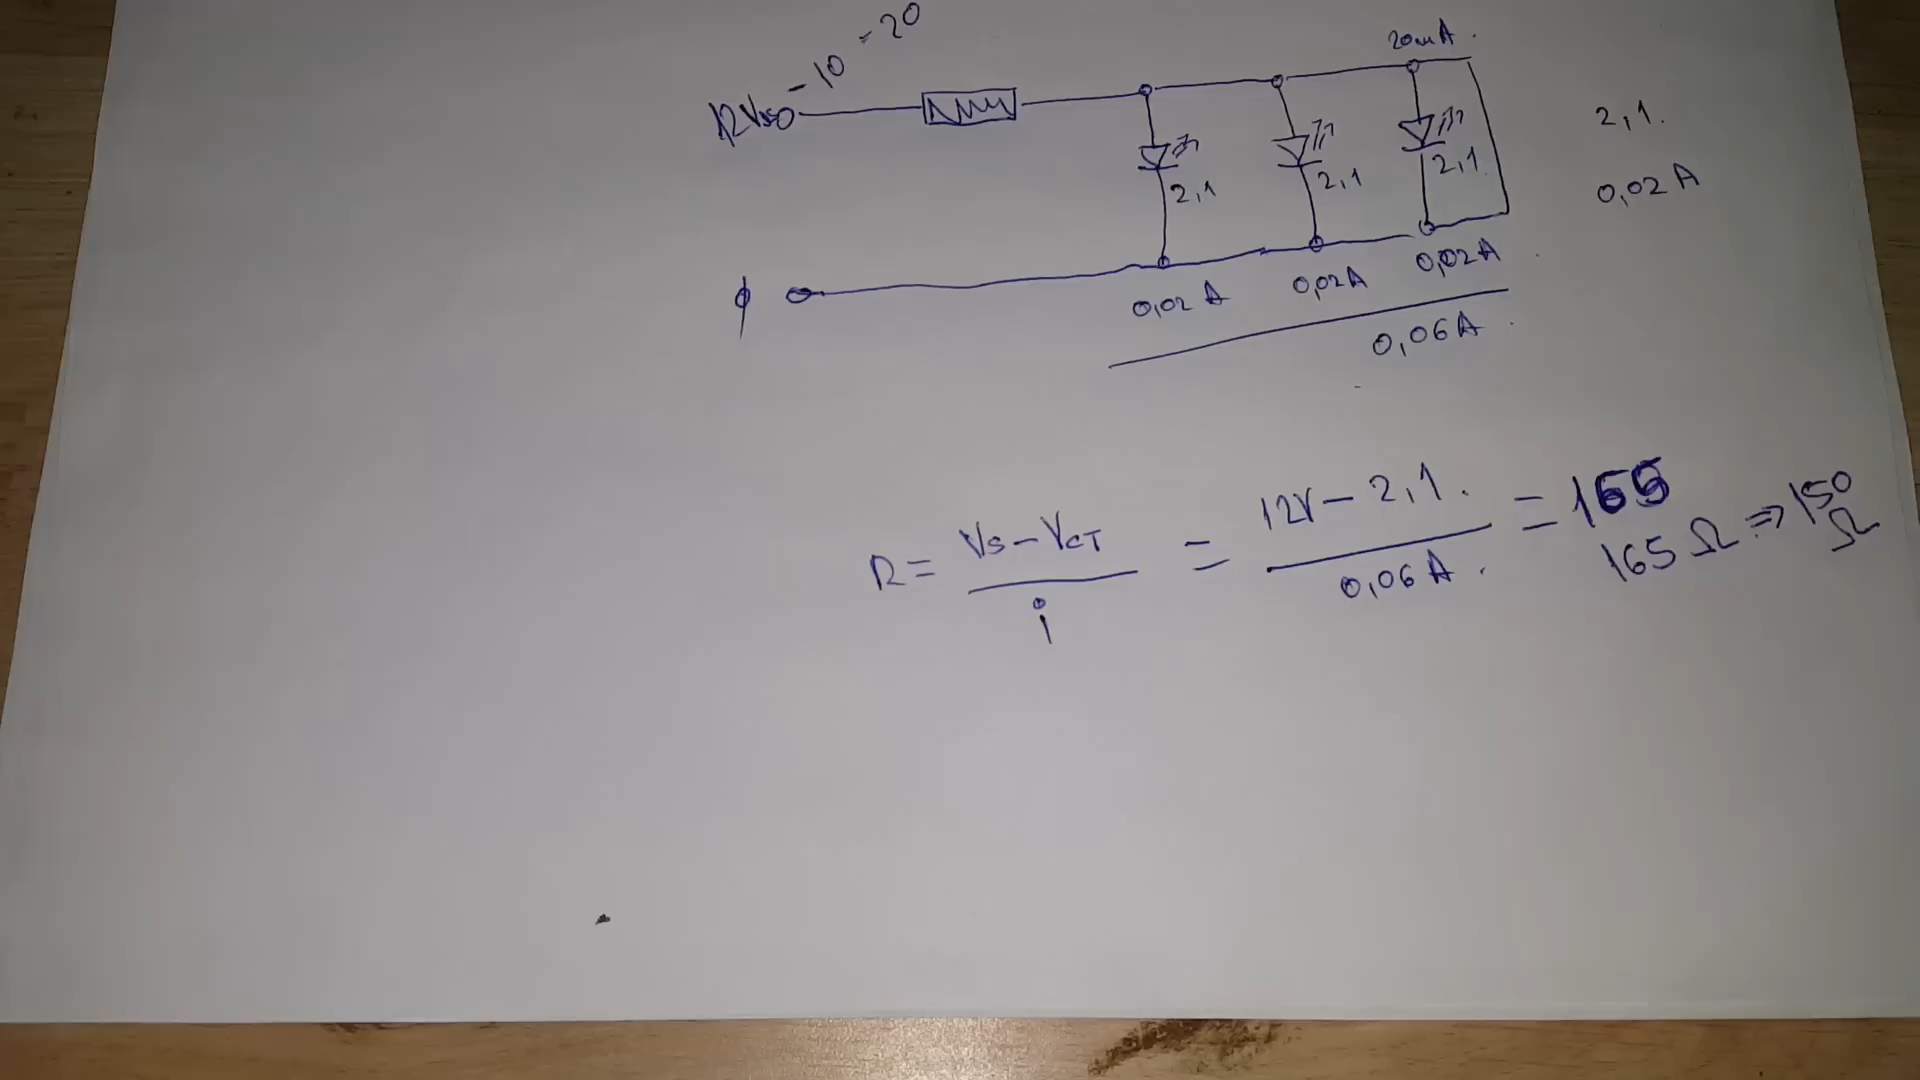 - 10 - 20
20mA.
12V
2,1
2,1
2,1
2,1.
0,02 A
0,02 A
0,02A
0,02A
0,06A
R = Vs - Vct / i = 12V - 2,1. / 0,06 A. = 165
165 Ω => 150 Ω